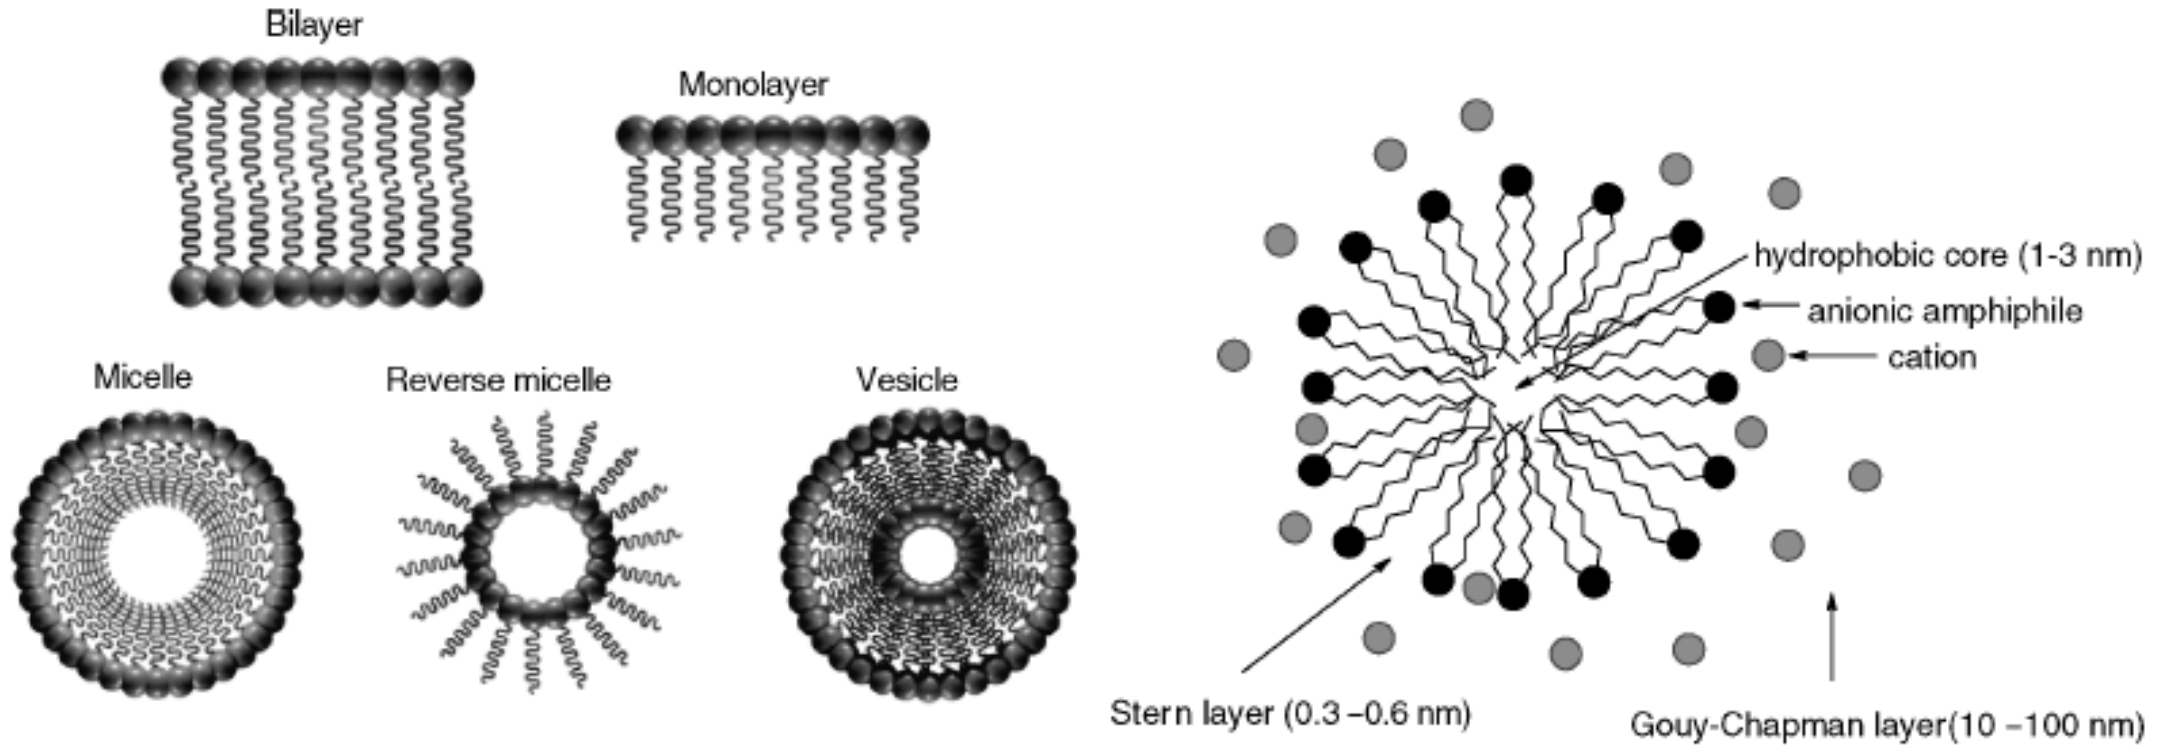 Bilayer
Monolayer
Micelle
Reverse micelle
Vesicle
hydrophobic core (1-3 nm)
anionic amphiphile
cation
Stern layer (0.3–0.6 nm)
Gouy-Chapman layer(10 –100 nm)